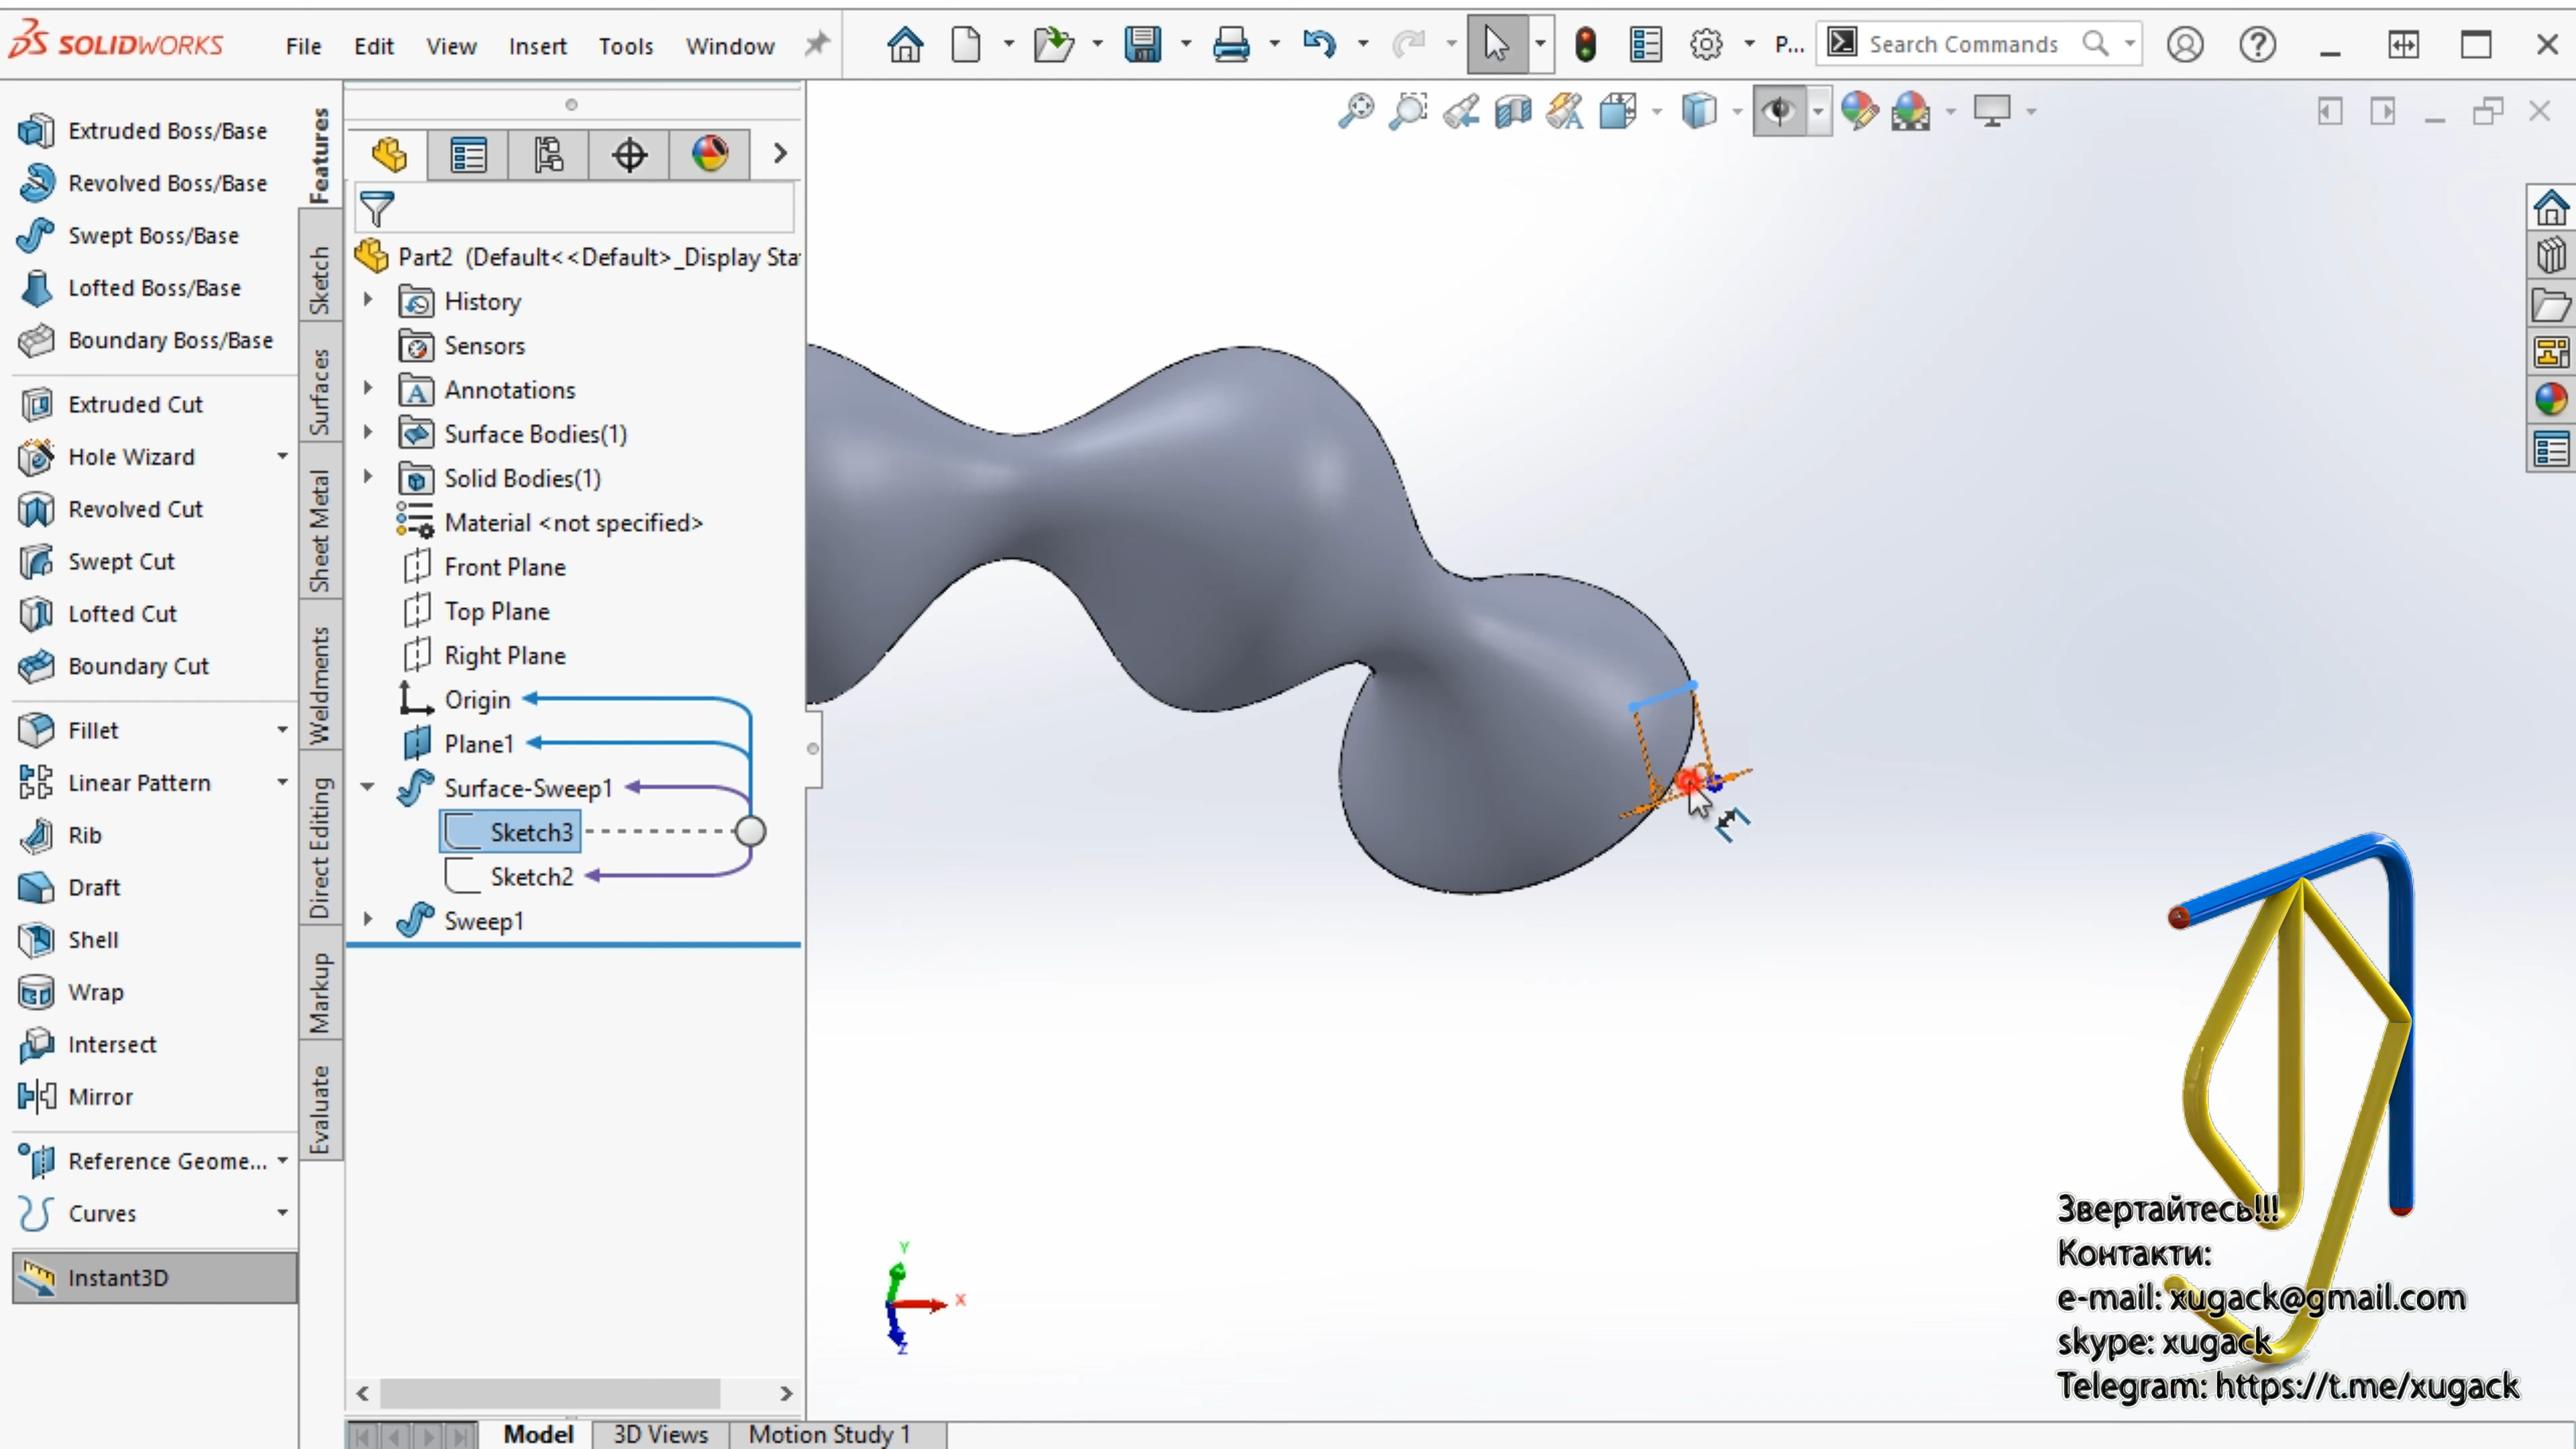 SOLIDWORKS
File Edit View Insert Tools Window
P...
Search Commands
Extruded Boss/Base
Revolved Boss/Base
Swept Boss/Base
Lofted Boss/Base
Boundary Boss/Base
Extruded Cut
Hole Wizard
Revolved Cut
Swept Cut
Lofted Cut
Boundary Cut
Fillet
Linear Pattern
Rib
Draft
Shell
Wrap
Intersect
Mirror
Reference Geome...
Curves
Instant3D
Features
Sketch
Surfaces
Sheet Metal
Weldments
Direct Editing
Markup
Evaluate
Part2 (Default<<Default>_Display Sta
History
Sensors
Annotations
Surface Bodies(1)
Solid Bodies(1)
Material <not specified>
Front Plane
Top Plane
Right Plane
Origin
Plane1
Surface-Sweep1
Sketch3
Sketch2
Sweep1
Y
X
Z
Звертайтесь!!!
Контакти:
e-mail: xugack@gmail.com
skype: xugack
Telegram: https://t.me/xugack
Model 3D Views Motion Study 1